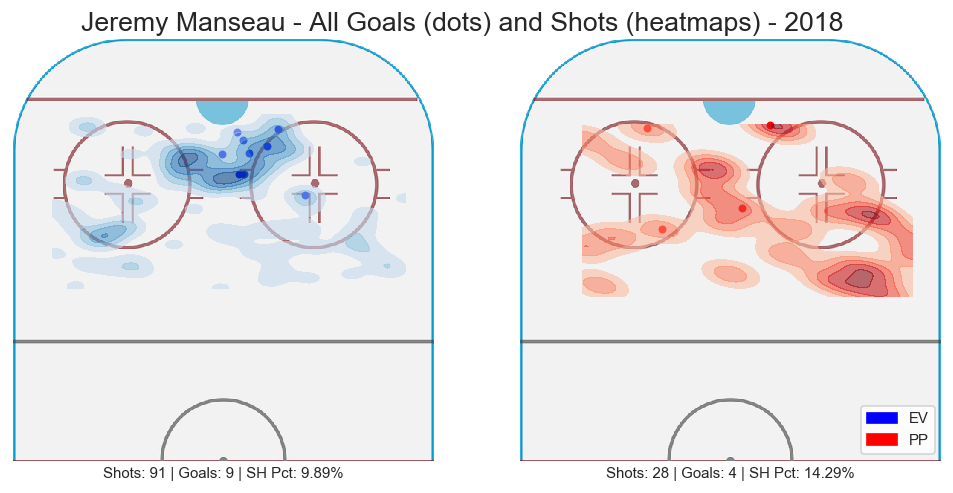 Jeremy Manseau - All Goals (dots) and Shots (heatmaps) - 2018
EV
PP
Shots: 91 | Goals: 9 | SH Pct: 9.89%
Shots: 28 | Goals: 4 | SH Pct: 14.29%